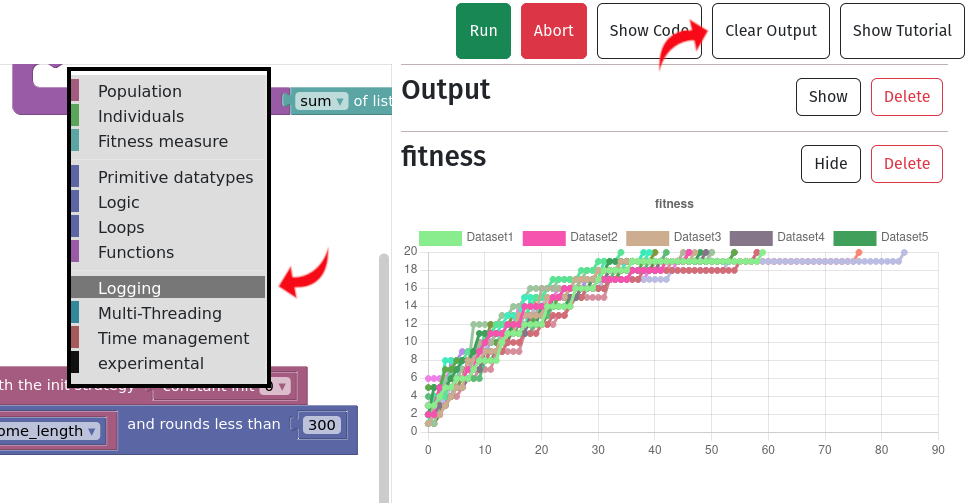 Run Abort Show Code Clear Output Show Tutorial
Population
Individuals
Fitness measure
Primitive datatypes
Logic
Loops
Functions
Logging
Multi-Threading
Time management
experimental
sum ▾ of list
th the init strategy constant init 0 ▾
ome_length ▾ and rounds less than 300
Output Show Delete
fitness Hide Delete
fitness
Dataset1 Dataset2 Dataset3 Dataset4 Dataset5
20
18
16
14
12
10
8
6
4
2
0
0 10 20 30 40 50 60 70 80 90